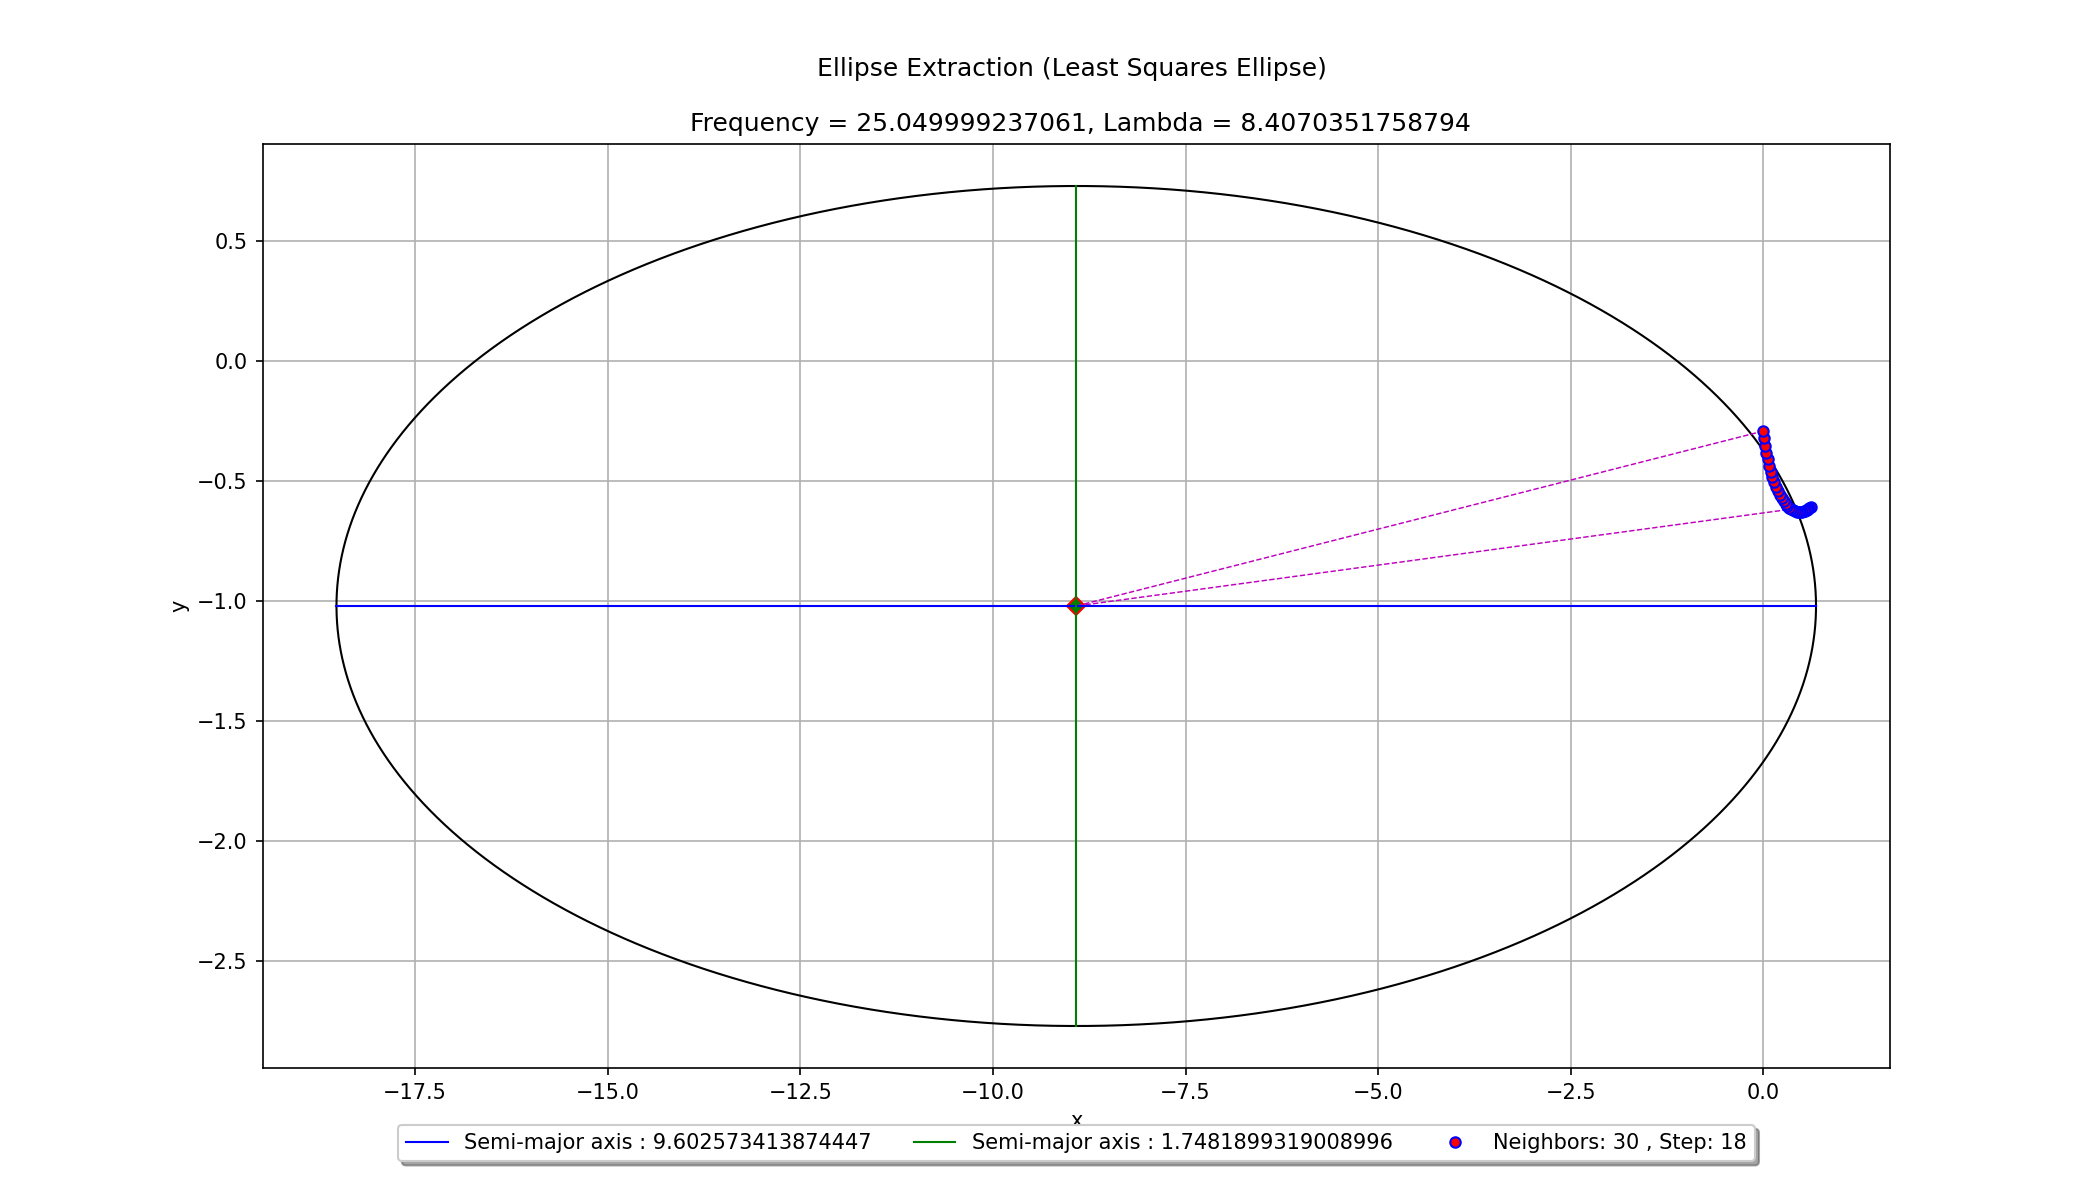 Ellipse Extraction (Least Squares Ellipse)
Frequency = 25.049999237061, Lambda = 8.4070351758794
0.5
0.0
−0.5
−1.0
−1.5
−2.0
−2.5
y
−17.5 −15.0 −12.5 −10.0 −7.5 −5.0 −2.5 0.0
x
Semi-major axis : 9.602573413874447 Semi-major axis : 1.7481899319008996 Neighbors: 30 , Step: 18